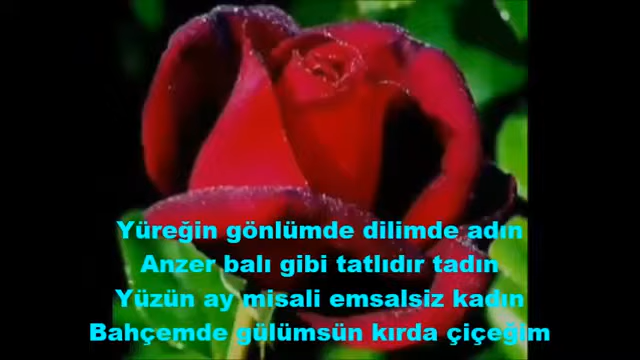 Yüreğin gönlümde dilimde adın
Anzer balı gibi tatlıdır tadın
Yüzün ay misali emsalsiz kadın
Bahçemde gülümsün kırda çiçeğim